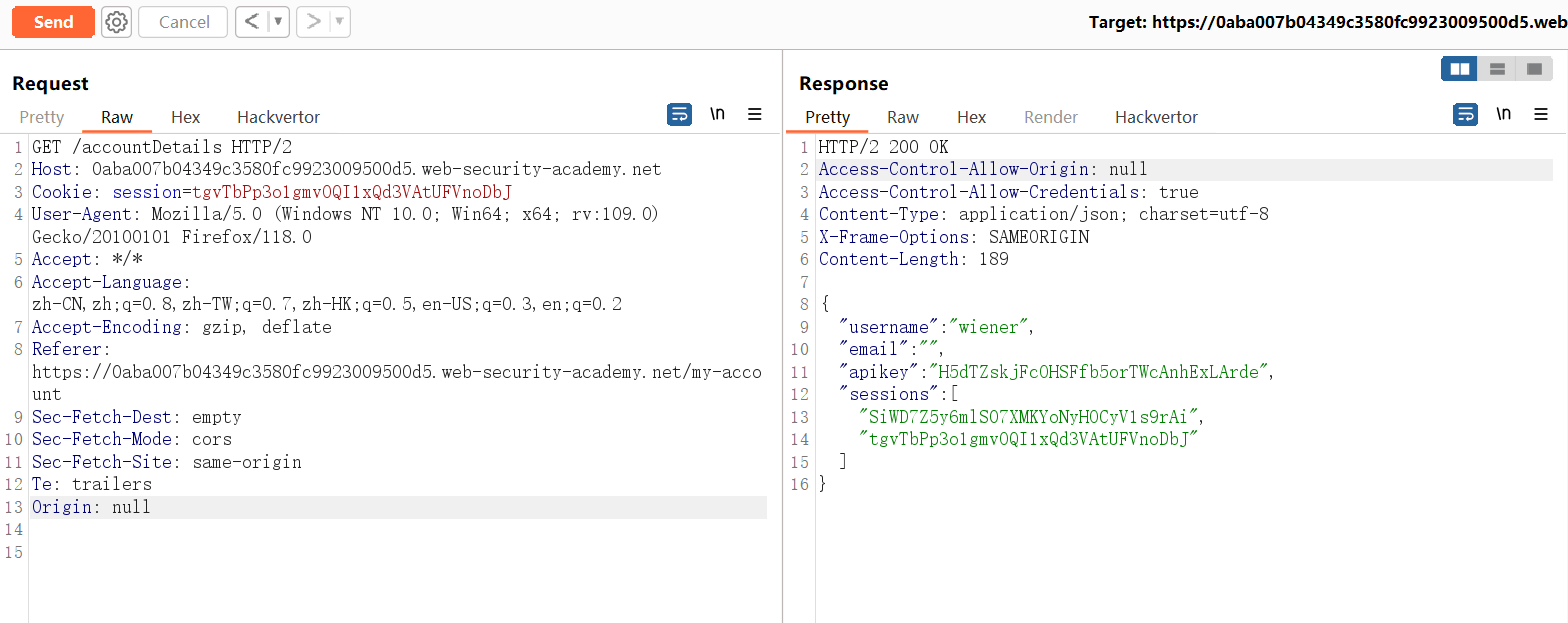 Send
Cancel
Target: https://0aba007b04349c3580fc9923009500d5.web
Request
Pretty Raw Hex Hackvertor \n
1 GET /accountDetails HTTP/2
2 Host: 0aba007b04349c3580fc9923009500d5.web-security-academy.net
3 Cookie: session=tgvTbPp3o1gmvOQI1xQd3VAtUFVnoDbJ
4 User-Agent: Mozilla/5.0 (Windows NT 10.0; Win64; x64; rv:109.0)
Gecko/20100101 Firefox/118.0
5 Accept: */*
6 Accept-Language:
zh-CN,zh;q=0.8,zh-TW;q=0.7,zh-HK;q=0.5,en-US;q=0.3,en;q=0.2
7 Accept-Encoding: gzip, deflate
8 Referer:
https://0aba007b04349c3580fc9923009500d5.web-security-academy.net/my-acco
unt
9 Sec-Fetch-Dest: empty
10 Sec-Fetch-Mode: cors
11 Sec-Fetch-Site: same-origin
12 Te: trailers
13 Origin: null
14
15
Response
Pretty Raw Hex Render Hackvertor \n
1 HTTP/2 200 OK
2 Access-Control-Allow-Origin: null
3 Access-Control-Allow-Credentials: true
4 Content-Type: application/json; charset=utf-8
5 X-Frame-Options: SAMEORIGIN
6 Content-Length: 189
7
8 {
9 "username":"wiener",
10 "email":"",
11 "apikey":"H5dTZskjFcOHSFfb5orTWcAnhExLArde",
12 "sessions":[
13 "SiWD7Z5y6mlSO7XMKYoNyHOCyV1s9rAi",
14 "tgvTbPp3o1gmvOQI1xQd3VAtUFVnoDbJ"
15 ]
16 }